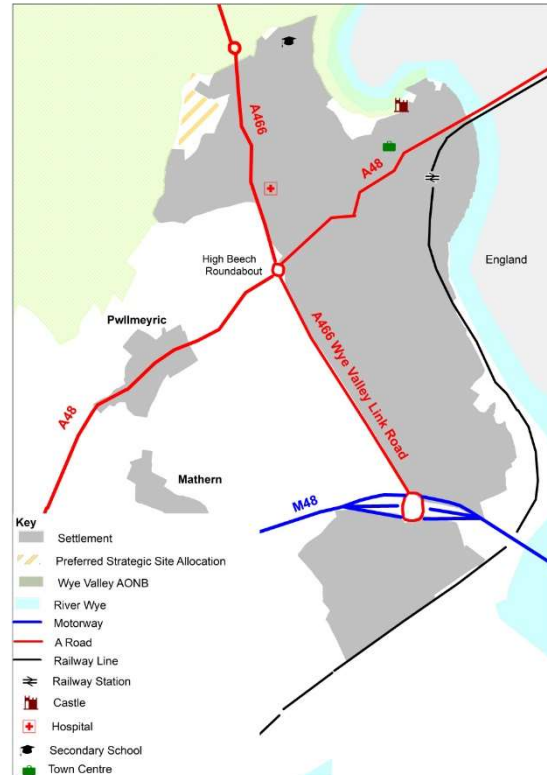 A466
A48
High Beech
Roundabout
England
Pwllmeyric
A466 Wye Valley Link Road
A48
Mathern
M48
Key
Settlement
Preferred Strategic Site Allocation
Wye Valley AONB
River Wye
Motorway
A Road
Railway Line
Railway Station
Castle
Hospital
Secondary School
Town Centre